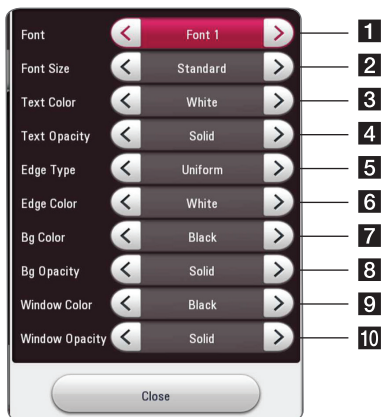 Font < Font 1 > 1
Font Size < Standard > 2
Text Color < White > 3
Text Opacity < Solid > 4
Edge Type < Uniform > 5
Edge Color < White > 6
Bg Color < Black > 7
Bg Opacity < Solid > 8
Window Color < Black > 9
Window Opacity < Solid > 10
Close